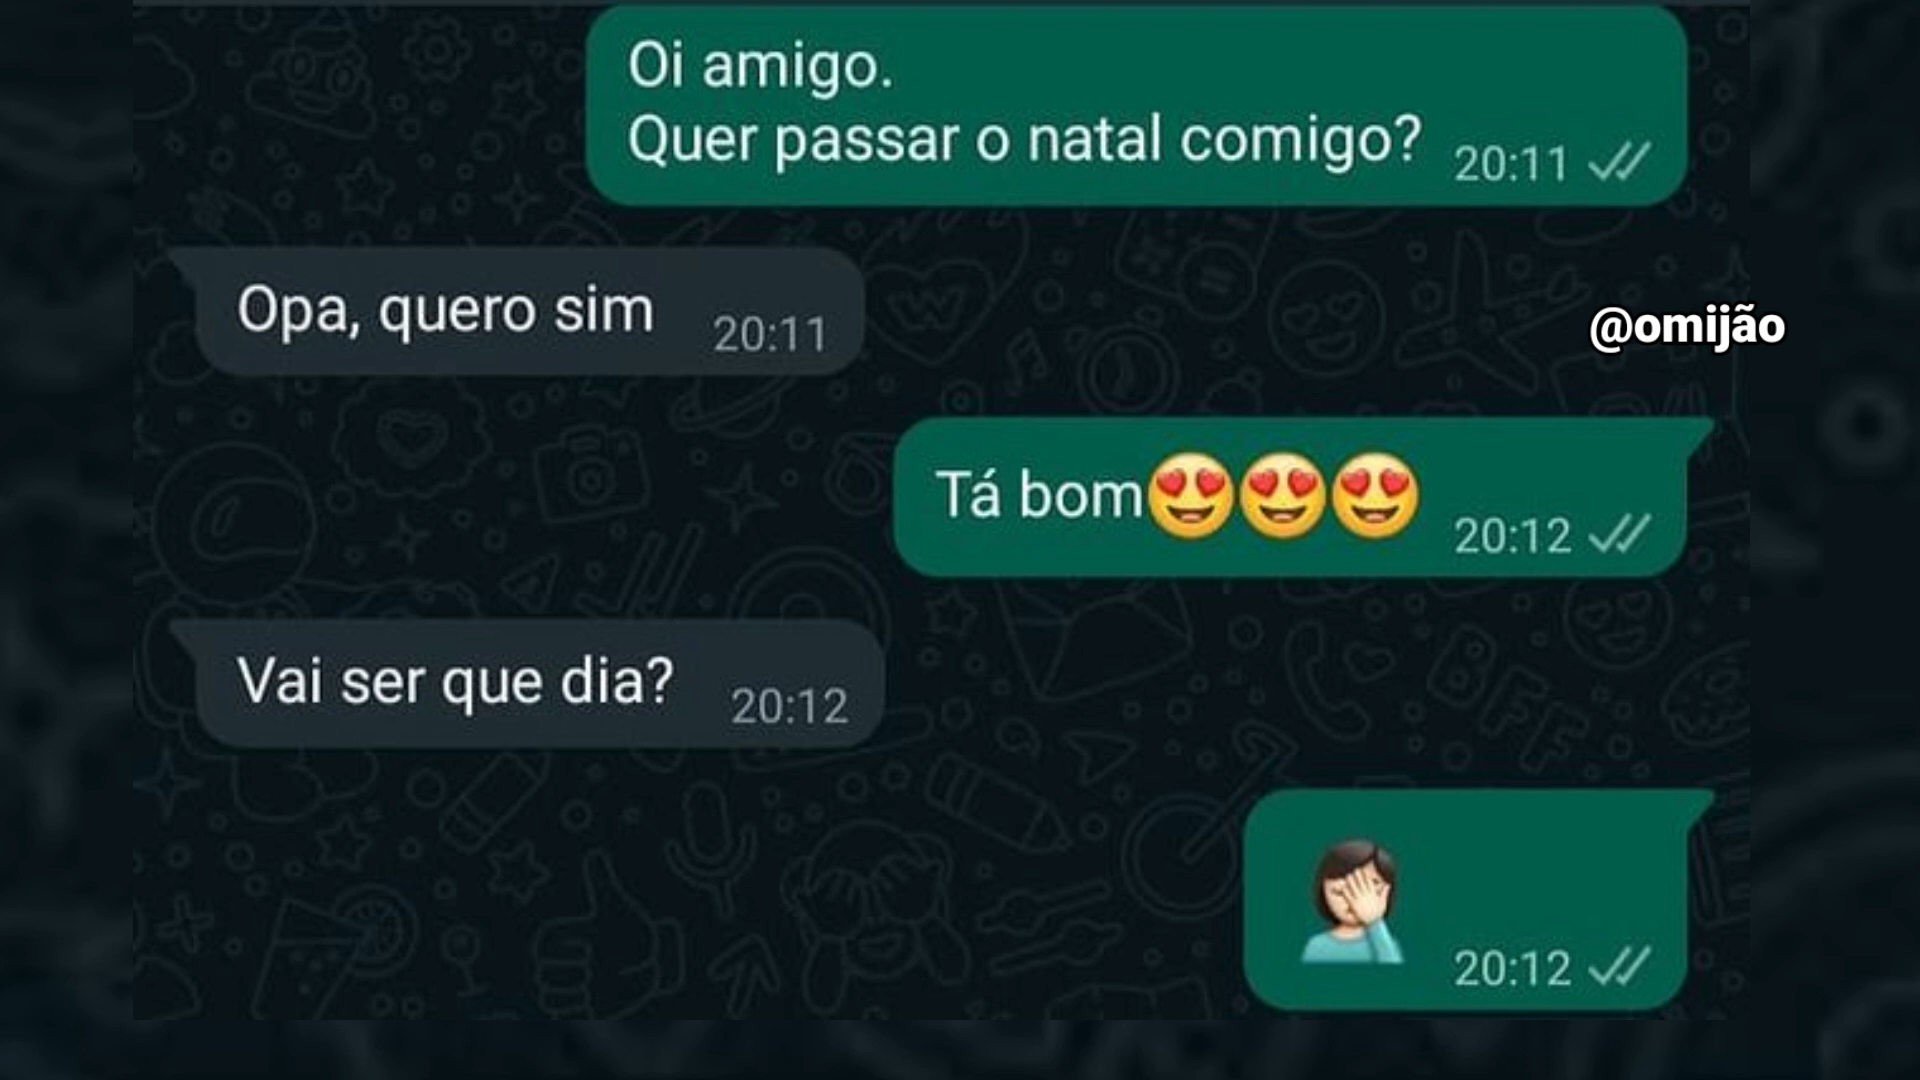 Oi amigo.
Quer passar o natal comigo?
20:11
Opa, quero sim
20:11
@omijão
Tá bom😍😍😍
20:12
Vai ser que dia?
20:12
🤦🏻‍♀️
20:12